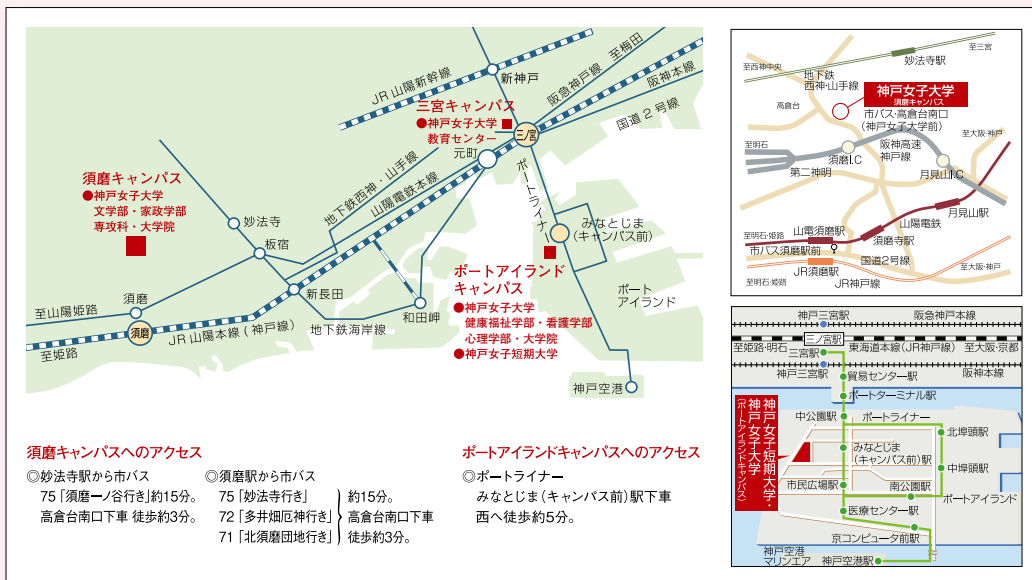 JR山陽新幹線
新神戸
阪急神戸線
至梅田
阪神本線
国道2号線
三宮キャンパス
●神戸女子大学
教育センター
三ノ宮
元町
ポートライナー
地下鉄西神・山手線
山陽電鉄本線
須磨キャンパス
●神戸女子大学
文学部・家政学部
専攻科・大学院
妙法寺
板宿
みなとじま
(キャンパス前)
新長田
和田岬
地下鉄海岸線
須磨
至山陽姫路
須磨
JR山陽本線(神戸線)
至姫路
ポートアイランド
キャンパス
●神戸女子大学
健康福祉学部・看護学部
心理学部・大学院
●神戸女子短期大学
ポート
アイランド
神戸空港
須磨キャンパスへのアクセス
◎妙法寺駅から市バス
75「須磨一ノ谷行き」約15分。
高倉台南口下車 徒歩約3分。
◎須磨駅から市バス
75「妙法寺行き」
72「多井畑厄神行き」
71「北須磨団地行き」
約15分。
高倉台南口下車
徒歩約3分。
ポートアイランドキャンパスへのアクセス
◎ポートライナー
みなとじま(キャンパス前)駅下車
西へ徒歩約5分。
至三宮
妙法寺駅
至西神中央
地下鉄
西神・山手線
高倉台
神戸女子大学
須磨キャンパス
市バス・高倉台南口
(神戸女子大学前)
至大阪・神戸
至明石
須磨I.C
阪神高速
神戸線
月見山I.C
第二神明
月見山駅
山陽電鉄
山電須磨駅
至明石・姫路
市バス須磨駅前
須磨寺駅
国道2号線
至大阪・神戸
JR須磨駅
至明石・姫路
JR神戸線
神戸三宮駅
阪急神戸本線
三ノ宮駅
至姫路・明石
東海道本線(JR神戸線)
至大阪・京都
三宮駅
神戸三宮駅
阪神本線
貿易センター駅
ポートターミナル駅
中公園駅
ポートライナー
神戸女子短期大学・
神戸女子大学
(ポートアイランドキャンパス)
北埠頭駅
みなとじま
(キャンパス前)駅
中埠頭駅
市民広場駅
南公園駅
ポートアイランド
医療センター駅
京コンピュータ前駅
神戸空港
マリンエア
神戸空港駅